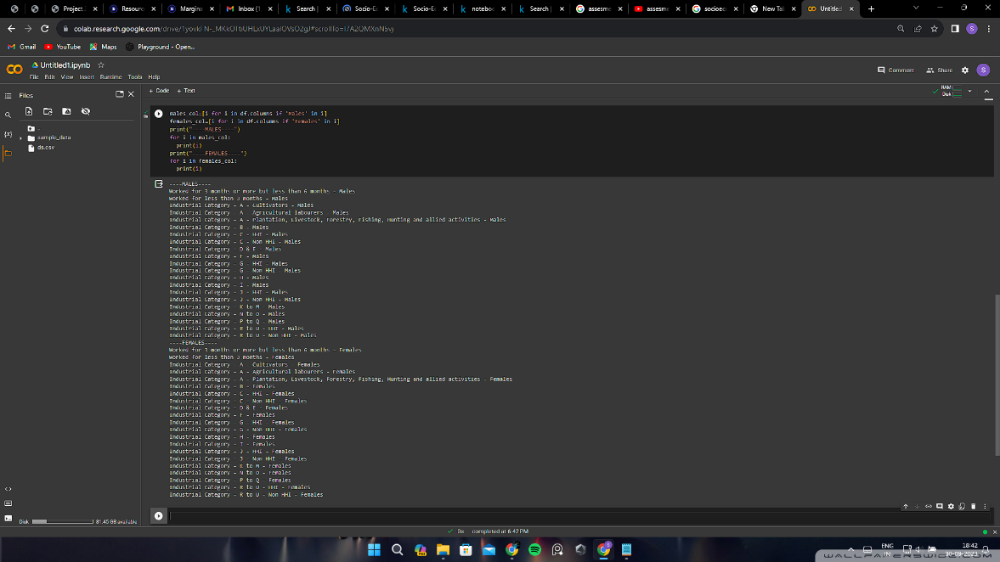 Project
Resourc
Margina
Inbox (1
Search |
Socio-Ec
Socio-Ec
notebo
Search |
assesme
assesme
socioec
New Tab
Untitled
colab.research.google.com
Gmail
YouTube
Maps
Playground - Open...
Untitled1.ipynb
File Edit View Insert Runtime Tools Help
Comment
Share
S
Files
+ Code + Text
RAM
Disk
..
sample_data
ds.csv
males_col=[i for i in df.columns if 'Males' in i]
females_col=[i for i in df.columns if 'Females' in i]
print("----MALES----")
for i in males_col:
print(i)
print("----FEMALES----")
for i in females_col:
print(i)
----MALES----
Worked for 3 months or more but less than 6 months - Males
Worked for less than 3 months - Males
Industrial Category - A - Cultivators - Males
Industrial Category - A - Agricultural labourers - Males
Industrial Category - A - Plantation, Livestock, Forestry, Fishing, Hunting and allied activities - Males
Industrial Category - B - Males
Industrial Category - C - HHI - Males
Industrial Category - C - Non HHI - Males
Industrial Category - D & E - Males
Industrial Category - F - Males
Industrial Category - G - HHI - Males
Industrial Category - G - Non HHI - Males
Industrial Category - H - Males
Industrial Category - I - Males
Industrial Category - J - HHI - Males
Industrial Category - J - Non HHI - Males
Industrial Category - K to M - Males
Industrial Category - N to O - Males
Industrial Category - P to Q - Males
Industrial Category - R to U - HHI - Males
Industrial Category - R to U - Non HHI - Males
----FEMALES----
Worked for 3 months or more but less than 6 months - Females
Worked for less than 3 months - Females
Industrial Category - A - Cultivators - Females
Industrial Category - A - Agricultural labourers - Females
Industrial Category - A - Plantation, Livestock, Forestry, Fishing, Hunting and allied activities - Females
Industrial Category - B - Females
Industrial Category - C - HHI - Females
Industrial Category - C - Non HHI - Females
Industrial Category - D & E - Females
Industrial Category - F - Females
Industrial Category - G - HHI - Females
Industrial Category - G - Non HHI - Females
Industrial Category - H - Females
Industrial Category - I - Females
Industrial Category - J - HHI - Females
Industrial Category - J - Non HHI - Females
Industrial Category - K to M - Females
Industrial Category - N to O - Females
Industrial Category - P to Q - Females
Industrial Category - R to U - HHI - Females
Industrial Category - R to U - Non HHI - Females
Disk 81.45 GB available
0s completed at 6:42 PM
ENG
IN
18:42
30-09-2023